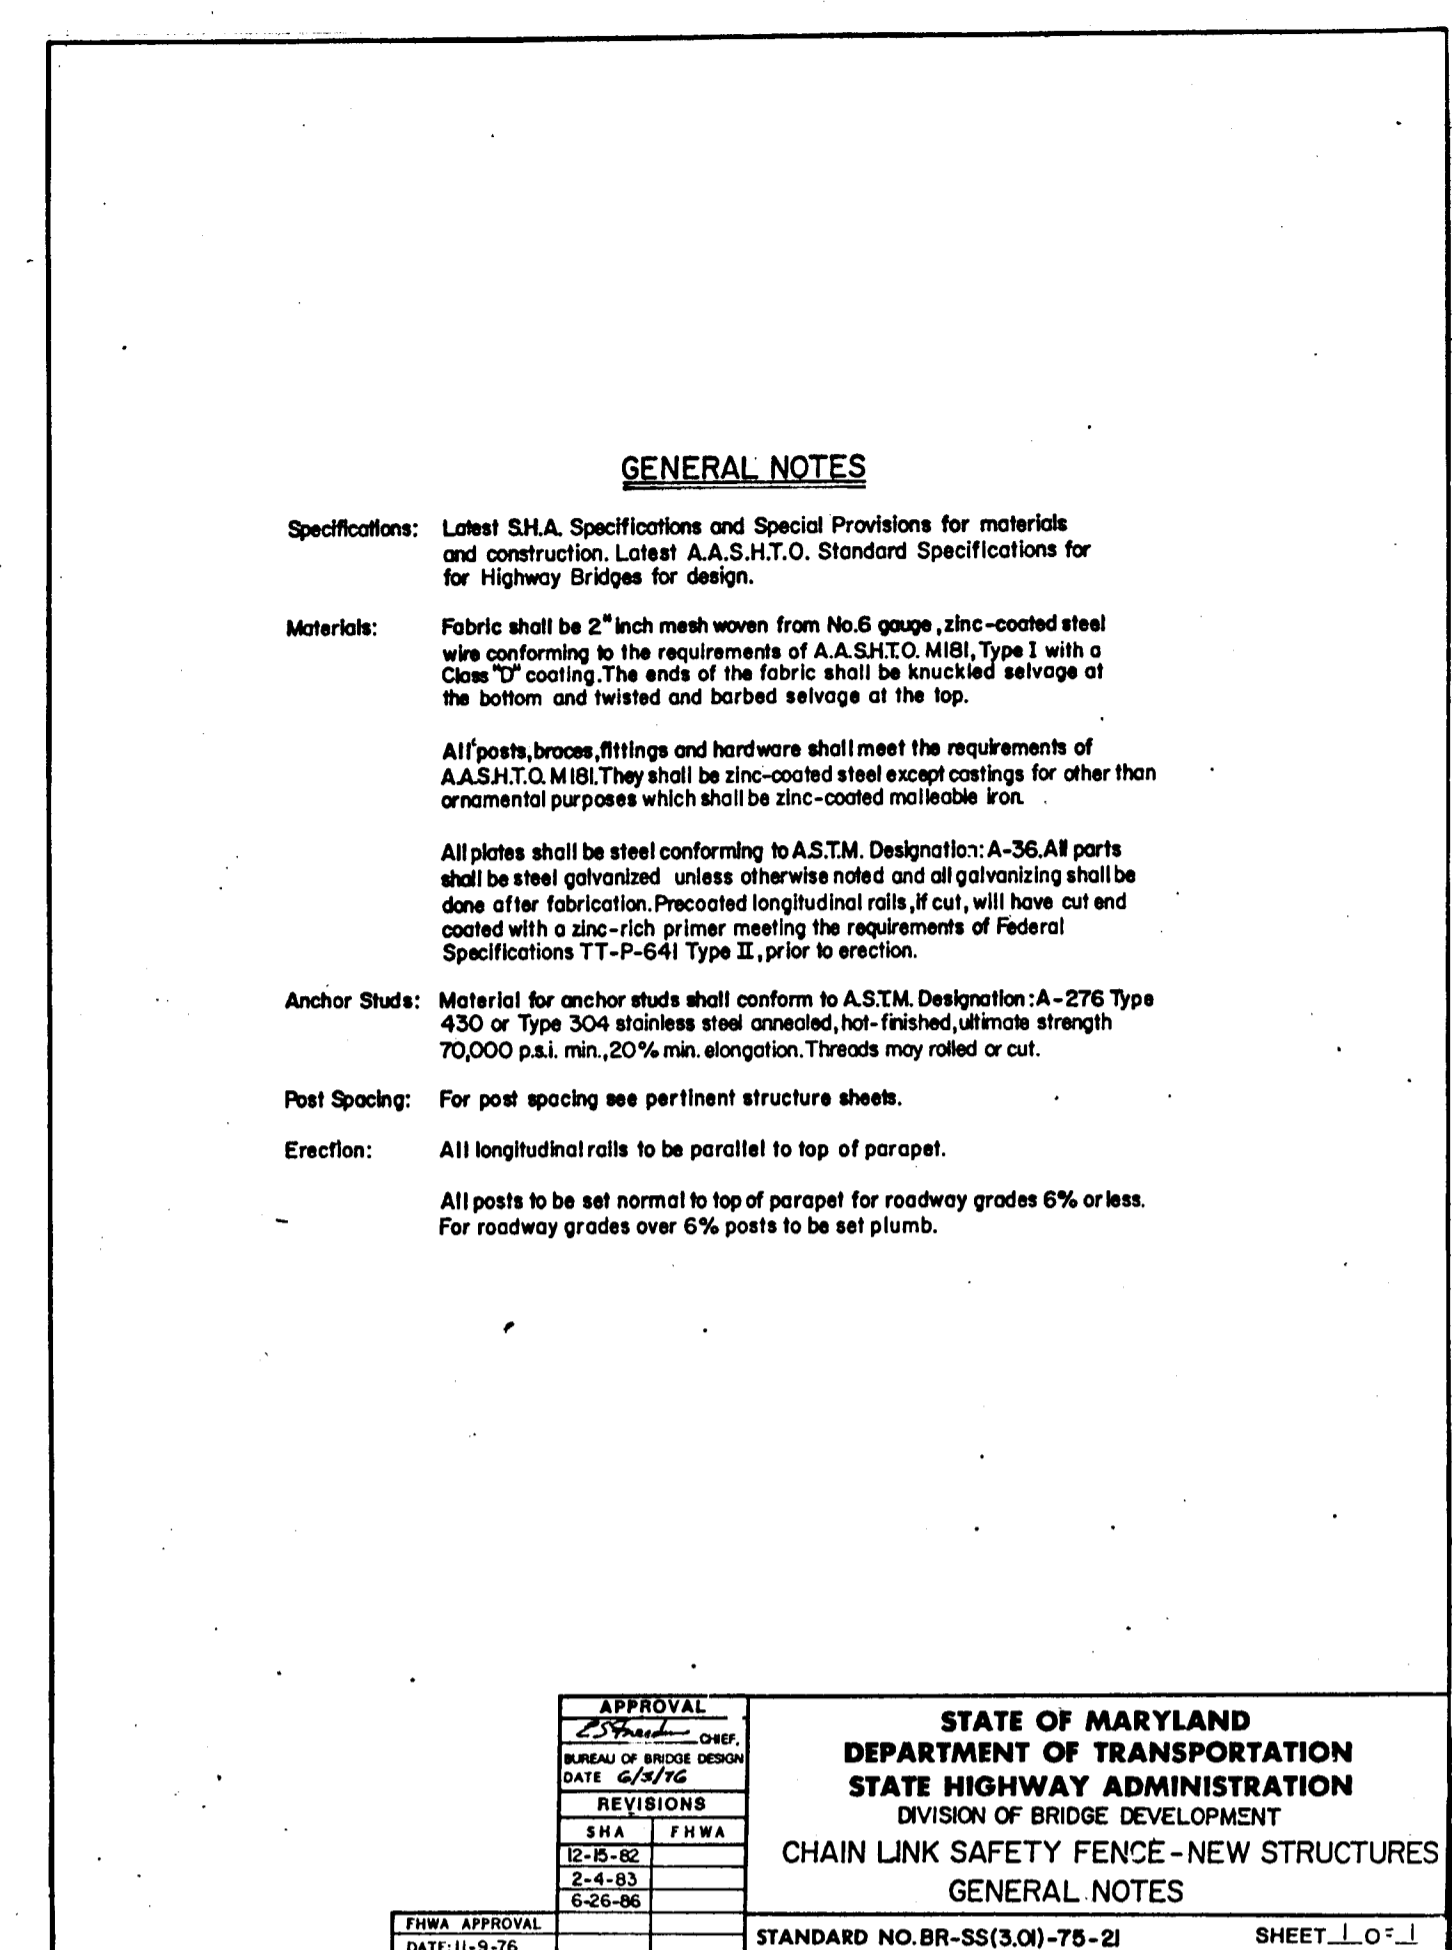 GENERAL NOTES
Specifications: Latest S.H.A. Specifications and Special Provisions for materials
and construction. Latest A.A.S.H.T.O. Standard Specifications for
for Highway Bridges for design.
Materials: Fabric shall be 2" inch mesh woven from No.6 gauge, zinc-coated steel
wire conforming to the requirements of A.A.S.H.T.O. M181, Type I with a
Class "D" coating. The ends of the fabric shall be knuckled selvage at
the bottom and twisted and barbed selvage at the top.
All posts, braces, fittings and hardware shall meet the requirements of
A.A.S.H.T.O. M181. They shall be zinc-coated steel except castings for other than
ornamental purposes which shall be zinc-coated malleable iron.
All plates shall be steel conforming to A.S.T.M. Designation: A-36. All parts
shall be steel galvanized unless otherwise noted and all galvanizing shall be
done after fabrication. Precoated longitudinal rails, if cut, will have cut end
coated with a zinc-rich primer meeting the requirements of Federal
Specifications TT-P-641 Type II, prior to erection.
Anchor Studs: Material for anchor studs shall conform to A.S.T.M. Designation: A-276 Type
430 or Type 304 stainless steel annealed, hot-finished, ultimate strength
70,000 p.s.i. min., 20% min. elongation. Threads may rolled or cut.
Post Spacing: For post spacing see pertinent structure sheets.
Erection: All longitudinal rails to be parallel to top of parapet.
All posts to be set normal to top of parapet for roadway grades 6% or less.
For roadway grades over 6% posts to be set plumb.
APPROVAL
CHIEF,
BUREAU OF BRIDGE DESIGN
DATE 6/3/76
REVISIONS
SHA FHWA
12-15-82
2-4-83
6-26-86
FHWA APPROVAL
DATE: 11-9-76
STATE OF MARYLAND
DEPARTMENT OF TRANSPORTATION
STATE HIGHWAY ADMINISTRATION
DIVISION OF BRIDGE DEVELOPMENT
CHAIN LINK SAFETY FENCE-NEW STRUCTURES
GENERAL NOTES
STANDARD NO. BR-SS(3.01)-75-21 SHEET 1 OF 1